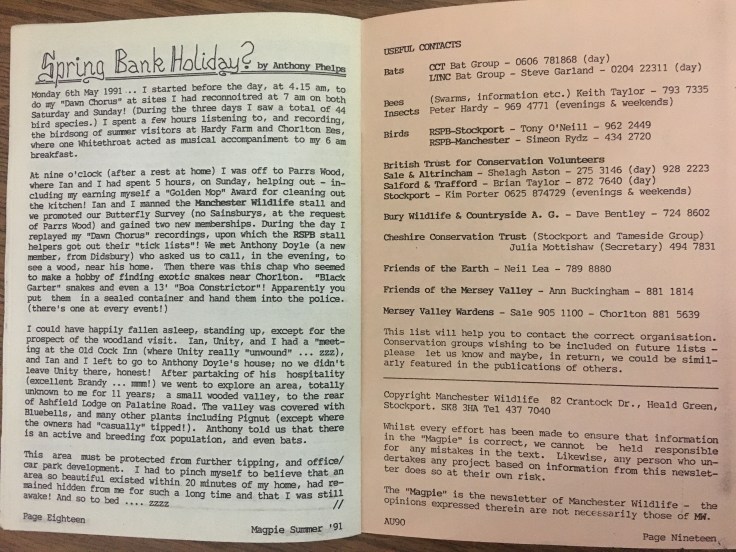 Spring Bank Holiday? by Anthony Phelps
Monday 6th May 1991 .. I started before the day, at 4.15 am, to
do my "Dawn Chorus" at sites I had reconnoitred at 7 am on both
Saturday and Sunday! (During the three days I saw a total of 44
bird species.) I spent a few hours listening to, and recording,
the birdsong of summer visitors at Hardy Farm and Chorlton Ees,
where one Whitethroat acted as musical accompaniment to my 6 am
breakfast.
At nine o'clock (after a rest at home) I was off to Parrs Wood,
where Ian and I had spent 5 hours, on Sunday, helping out - in-
cluding my earning myself a "Golden Mop" Award for cleaning out
the kitchen! Ian and I manned the Manchester Wildlife stall and
we promoted our Butterfly Survey (no Sainsburys, at the request
of Parrs Wood) and gained two new memberships. During the day I
replayed my "Dawn Chorus" recordings, upon which the RSPB stall
helpers got out their "tick lists"! We met Anthony Doyle (a new
member, from Didsbury) who asked us to call, in the evening, to
see a wood, near his home. Then there was this chap who seemed
to make a hobby of finding exotic snakes near Chorlton. "Black
Garter" snakes and even a 13' "Boa Constrictor"! Apparently you
put them in a sealed container and hand them into the police.
(there's one at every event!)
I could have happily fallen asleep, standing up, except for the
prospect of the woodland visit. Ian, Unity, and I had a "meet-
ing at the Old Cock Inn (where Unity really "unwound" ... zzz),
and Ian and I left to go to Anthony Doyle's house; no we didn't
leave Unity there, honest! After partaking of his hospitality
(excellent Brandy ... mmm!) we went to explore an area, totally
unknown to me for 11 years; a small wooded valley, to the rear
of Ashfield Lodge on Palatine Road. The valley was covered with
Bluebells, and many other plants including Pignut (except where
the owners had "casually" tipped!). Anthony told us that there
is an active and breeding fox population, and even bats.
This area must be protected from further tipping, and office/
car park development. I had to pinch myself to believe that an
area so beautiful existed within 20 minutes of my home, had re-
mained hidden from me for such a long time and that I was still
awake! And so to bed .... zzzz //
Page Eighteen
Magpie Summer '91
USEFUL CONTACTS
Bats CCT Bat Group - 0606 781868 (day)
LTNC Bat Group - Steve Garland - 0204 22311 (day)
Bees (Swarms, information etc.) Keith Taylor - 793 7335
Insects Peter Hardy - 969 4771 (evenings & weekends)
Birds RSPB-Stockport - Tony O'Neill - 962 2449
RSPB-Manchester - Simeon Rydz - 434 2720
British Trust for Conservation Volunteers
Sale & Altrincham - Shelagh Aston - 275 3146 (day) 928 2223
Salford & Trafford - Brian Taylor - 872 7640 (day)
Stockport - Kim Porter 0625 874729 (evenings & weekends)
Bury Wildlife & Countryside A. G. - Dave Bentley - 724 8602
Cheshire Conservation Trust (Stockport and Tameside Group)
Julia Mottishaw (Secretary) 494 7831
Friends of the Earth - Neil Lea - 789 8880
Friends of the Mersey Valley - Ann Buckingham - 881 1814
Mersey Valley Wardens - Sale 905 1100 - Chorlton 881 5639
This list will help you to contact the correct organisation.
Conservation groups wishing to be included on future lists -
please let us know and maybe, in return, we could be simil-
arly featured in the publications of others.
Copyright Manchester Wildlife 82 Crantock Dr., Heald Green,
Stockport. SK8 3HA Tel 437 7040
Whilst every effort has been made to ensure that information
in the "Magpie" is correct, we cannot be held responsible
for any mistakes in the text. Likewise, any person who un-
dertakes any project based on information from this newslet-
ter does so at their own risk.
The "Magpie" is the newsletter of Manchester Wildlife - the
opinions expressed therein are not necessarily those of MW.
AU90
Page Nineteen